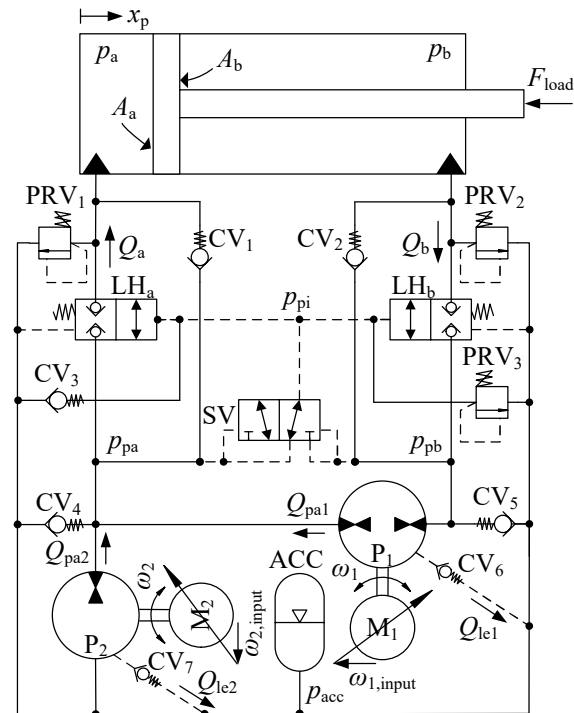 x_p
p_a
A_b
p_b
F_load
A_a
PRV_1
PRV_2
Q_a
CV_1
CV_2
Q_b
LH_a
p_pi
LH_b
CV_3
PRV_3
SV
p_pa
p_pb
CV_4
Q_pa1
CV_5
Q_pa2
ω_2
ACC
P_1
ω_1
CV_6
M_2
ω_2,input
M_1
Q_le1
P_2
CV_7
Q_le2
p_acc
ω_1,input